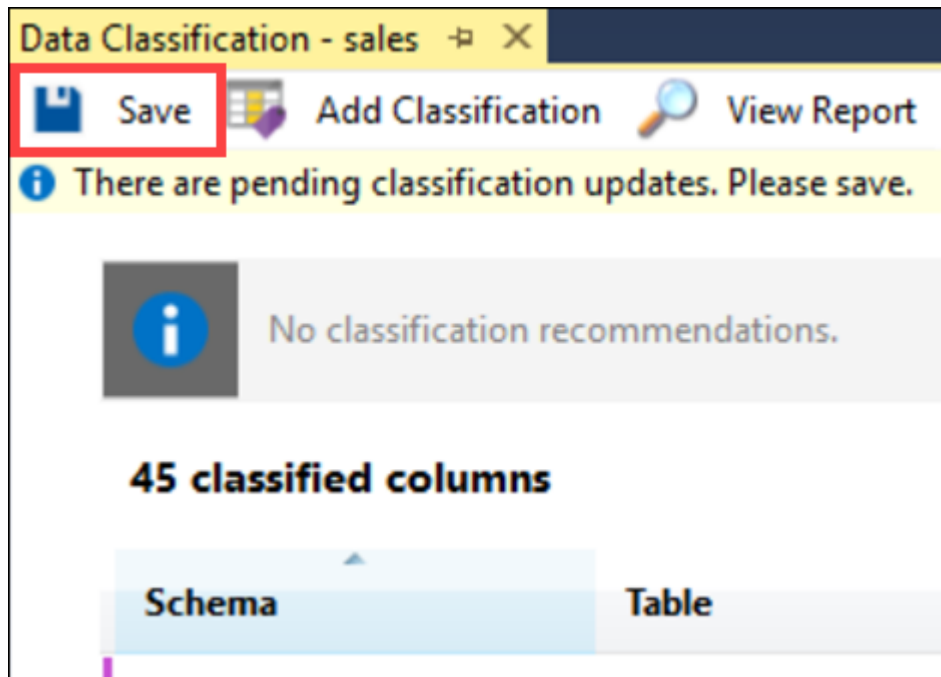 Data Classification - sales
Save Add Classification View Report
There are pending classification updates. Please save.
No classification recommendations.
45 classified columns
Schema Table